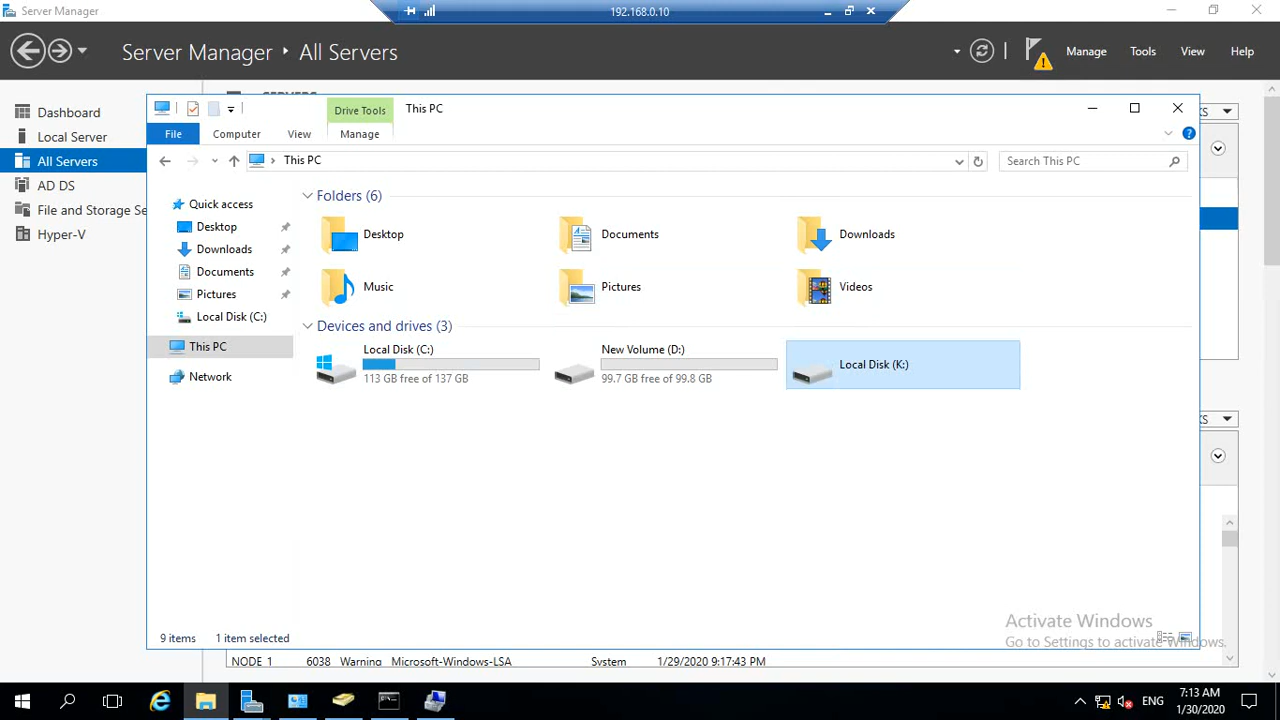 Server Manager
192.168.0.10
Server Manager ‣ All Servers
Manage
Tools
View
Help
Dashboard
Local Server
All Servers
AD DS
File and Storage Se
Hyper-V
Drive Tools
This PC
File
Computer
View
Manage
This PC
Search This PC
Quick access
Desktop
Downloads
Documents
Pictures
Local Disk (C:)
This PC
Network
Folders (6)
Desktop
Documents
Downloads
Music
Pictures
Videos
Devices and drives (3)
Local Disk (C:)
113 GB free of 137 GB
New Volume (D:)
99.7 GB free of 99.8 GB
Local Disk (K:)
KS
KS
9 items
1 item selected
Activate Windows
Go to Settings to activate Windows.
NODE 1 6038 Warning Microsoft-Windows-LSA System 1/29/2020 9:17:43 PM
ENG
7:13 AM
1/30/2020